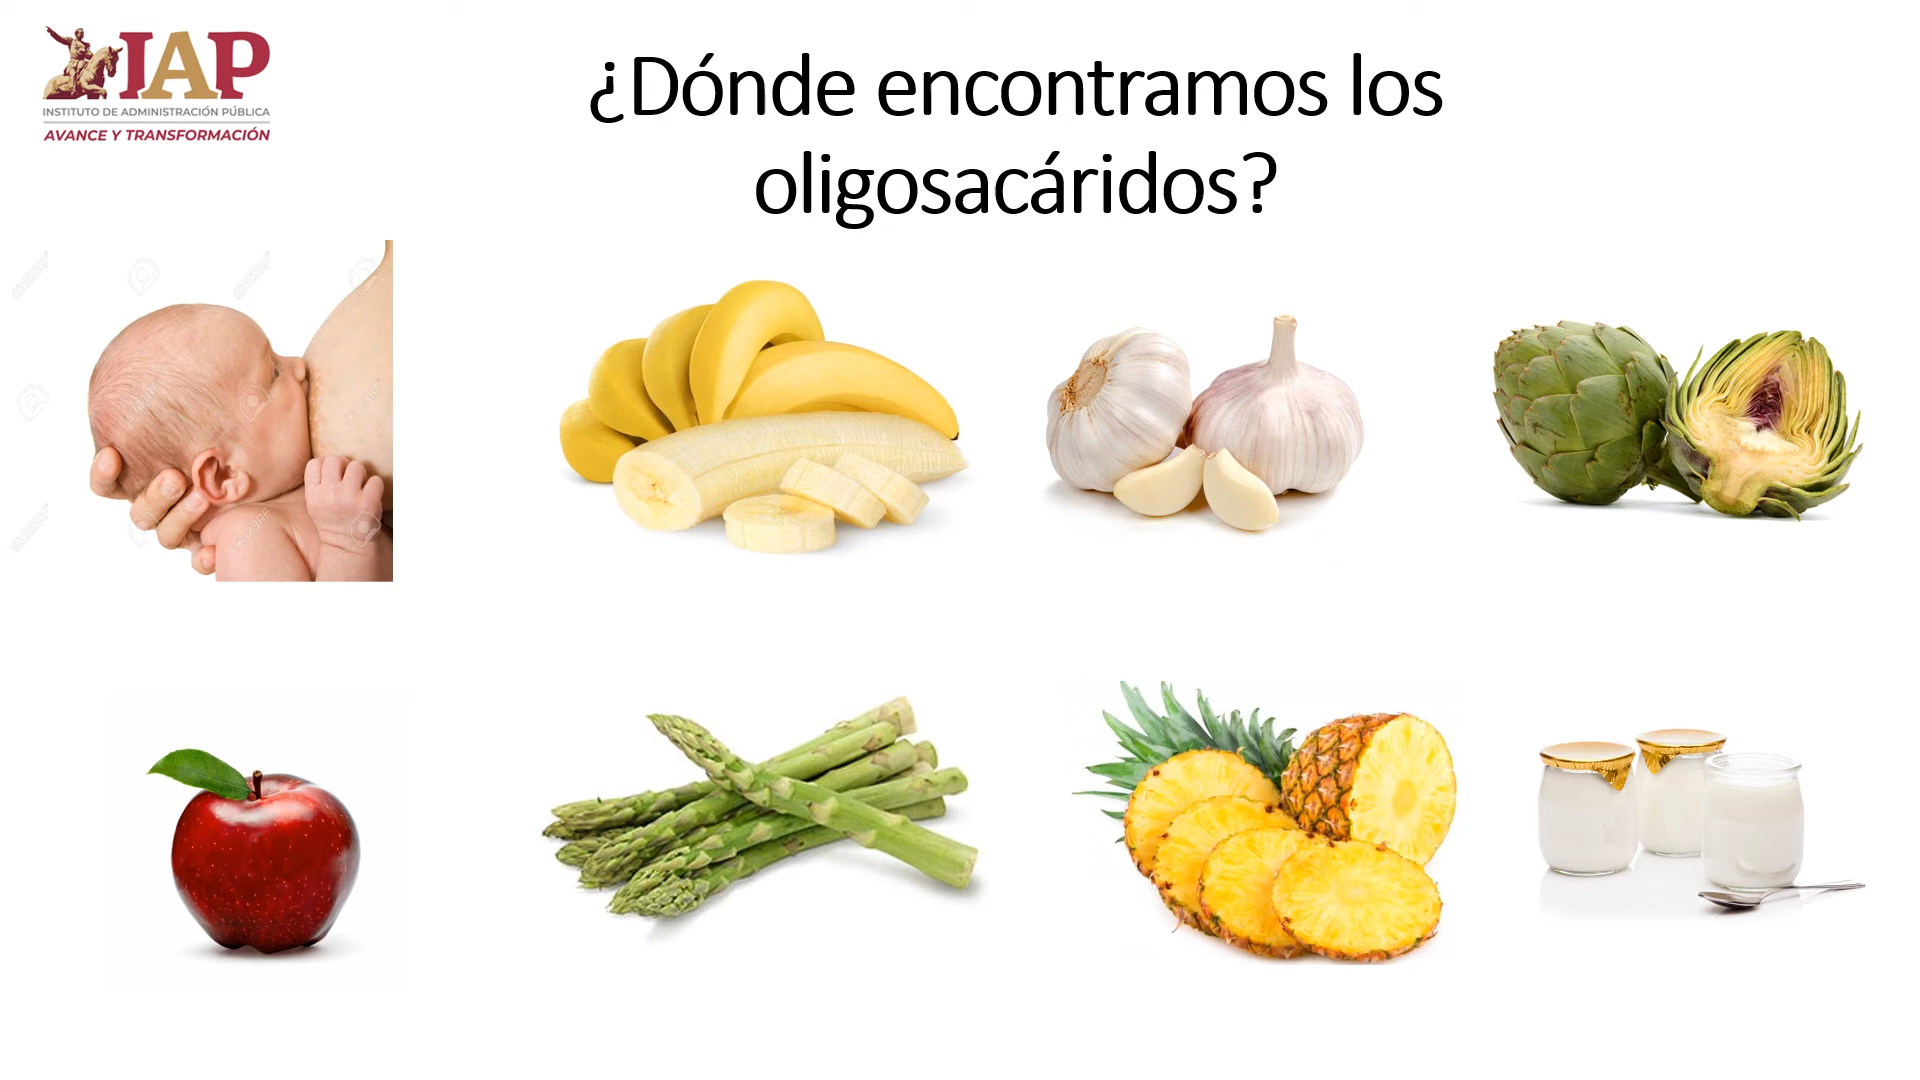 IAP
INSTITUTO DE ADMINISTRACIÓN PÚBLICA
AVANCE Y TRANSFORMACIÓN
¿Dónde encontramos los
oligosacáridos?